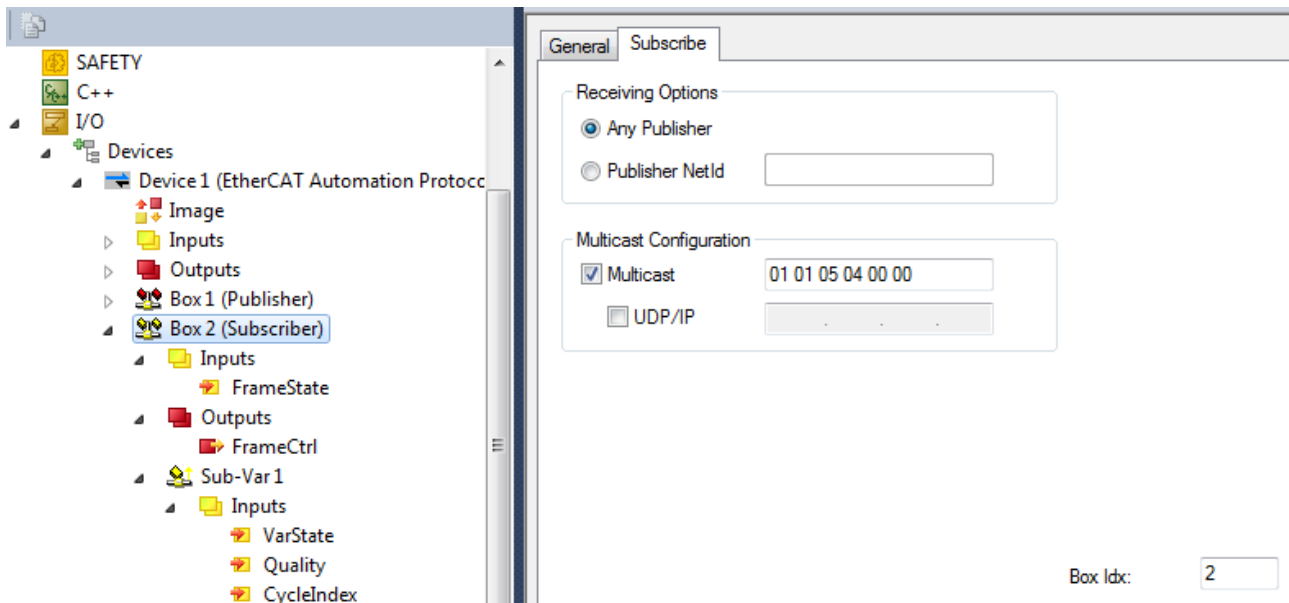 SAFETY
C++
I/O
Devices
Device 1 (EtherCAT Automation Protocc
Image
Inputs
Outputs
Box 1 (Publisher)
Box 2 (Subscriber)
Inputs
FrameState
Outputs
FrameCtrl
Sub-Var 1
Inputs
VarState
Quality
CycleIndex
General Subscribe
Receiving Options
Any Publisher
Publisher NetId
Multicast Configuration
Multicast 01 01 05 04 00 00
UDP/IP . . .
Box Idx: 2